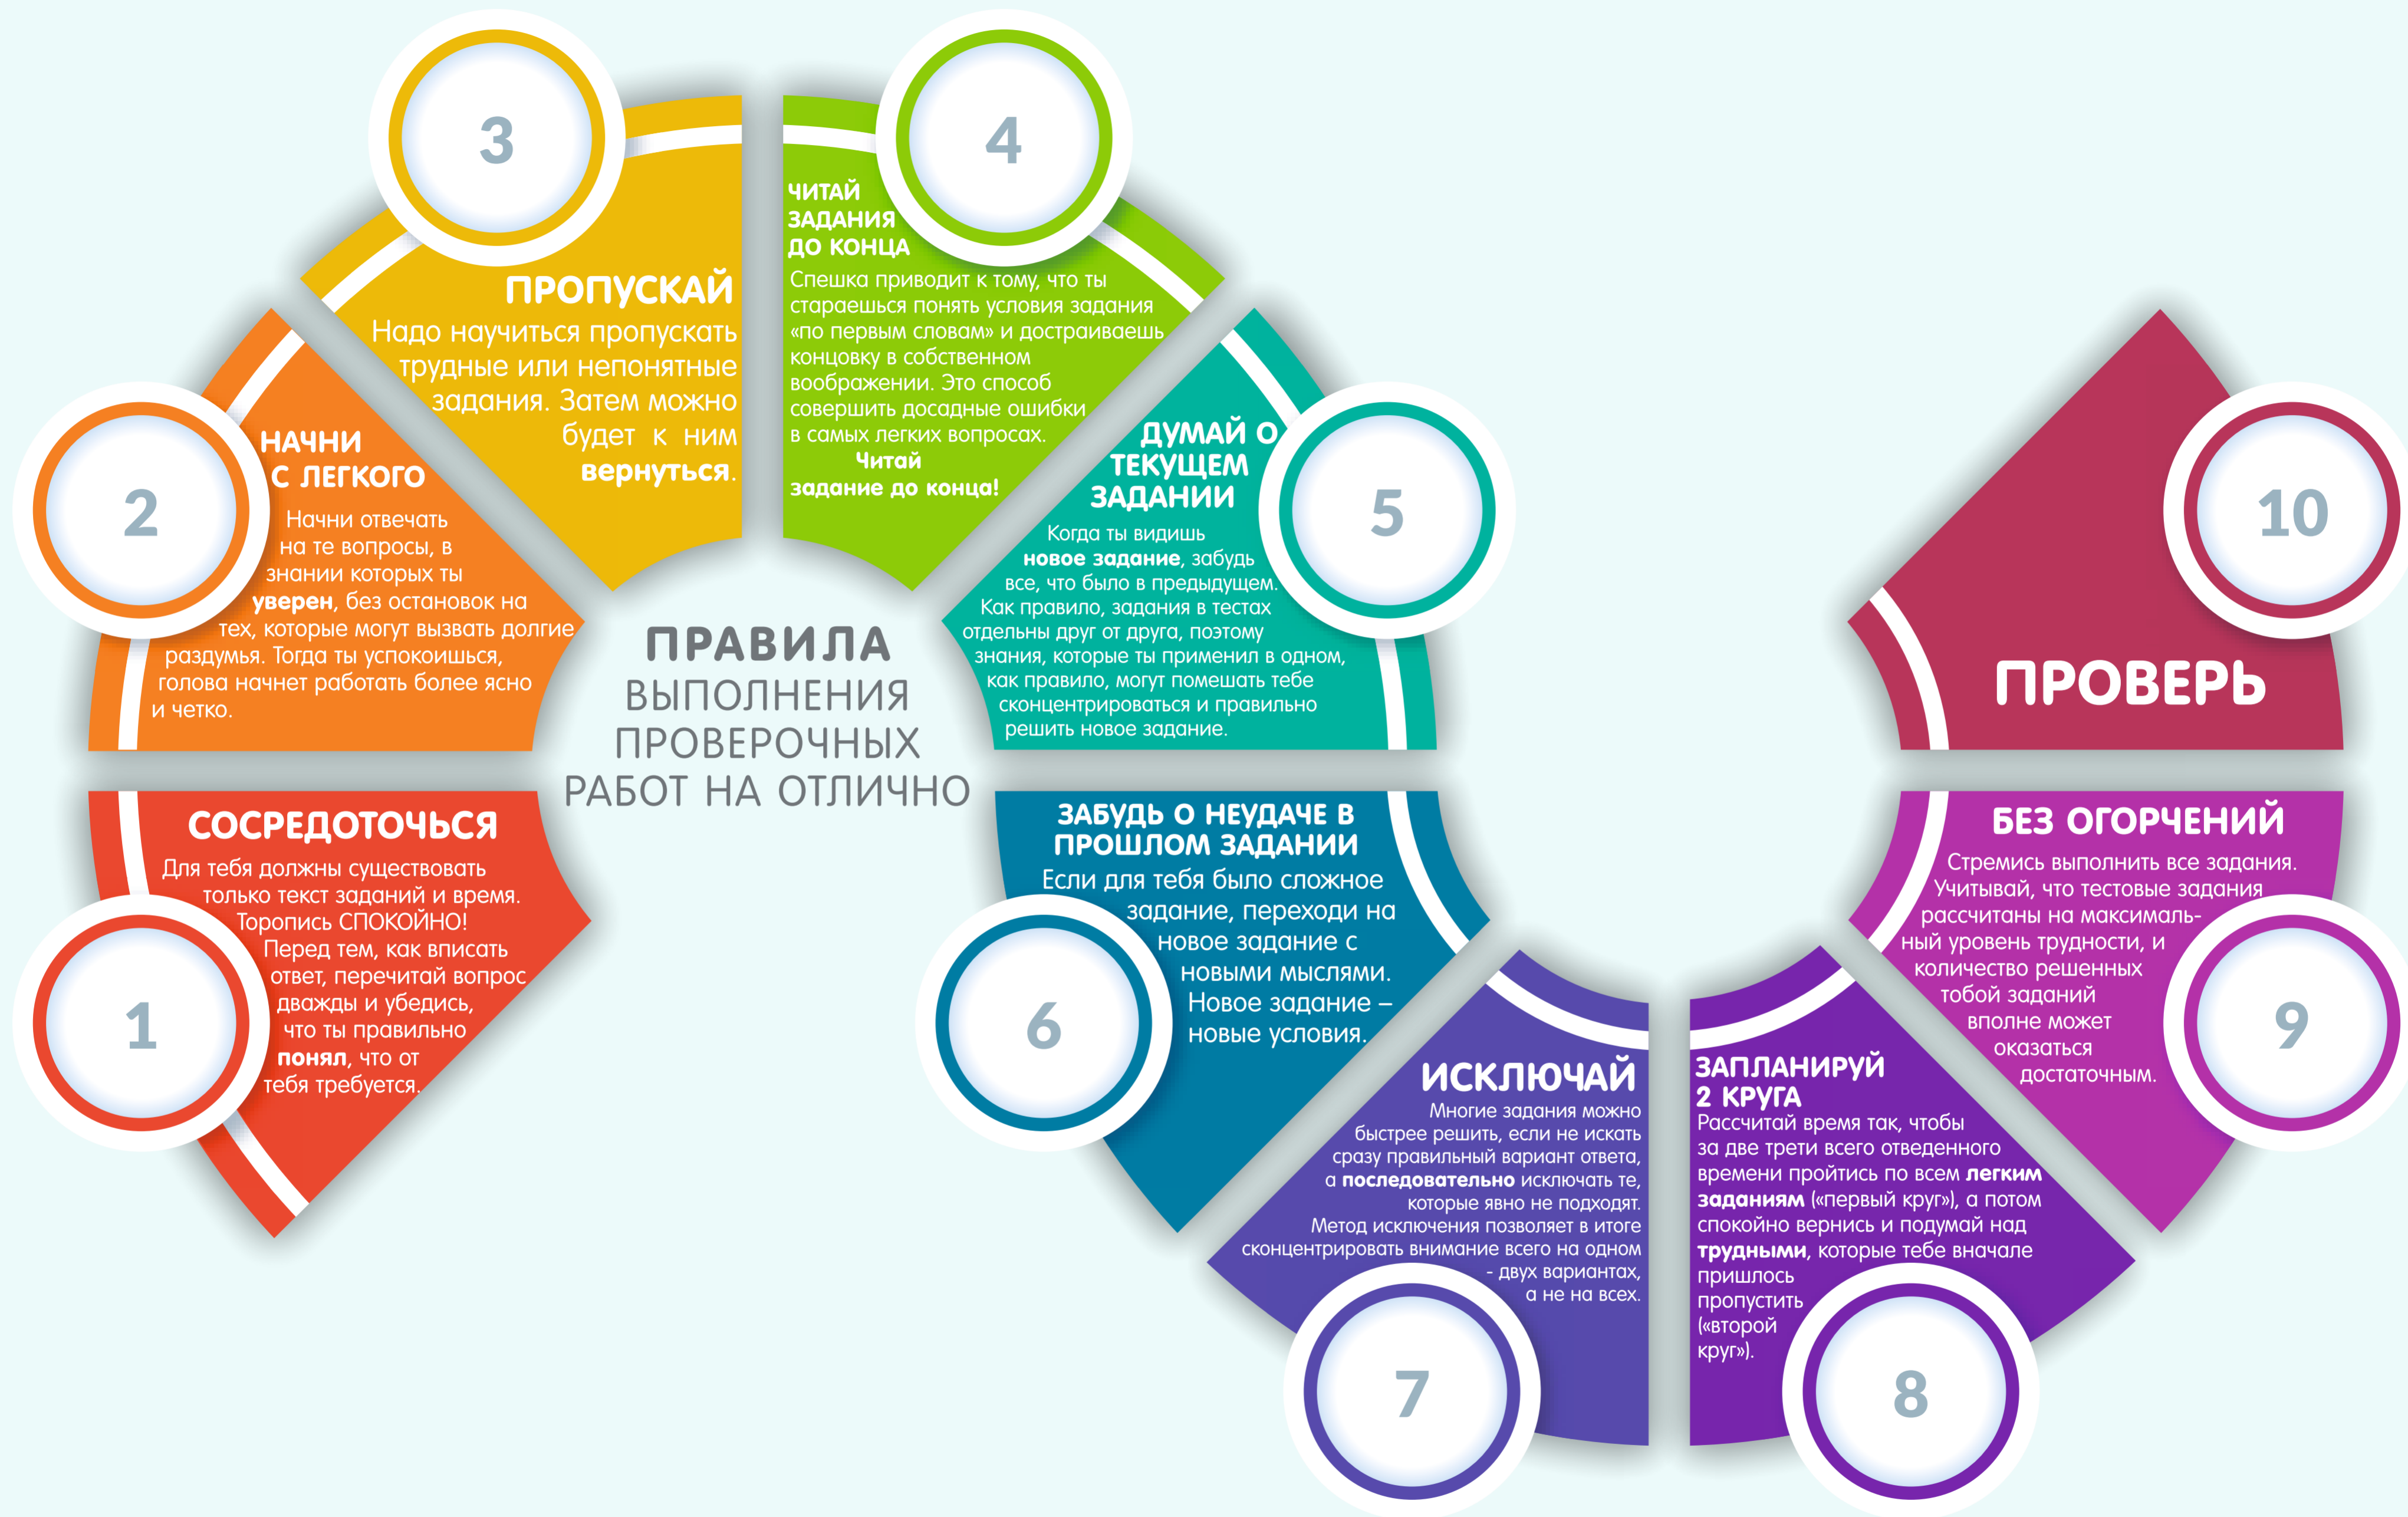 ПРАВИЛА
ВЫПОЛНЕНИЯ
ПРОВЕРОЧНЫХ
РАБОТ НА ОТЛИЧНО
1
СОСРЕДОТОЧЬСЯ
Для тебя должны существовать
только текст заданий и время.
Торопись СПОКОЙНО!
Перед тем, как вписать
ответ, перечитай вопрос
дважды и убедись,
что ты правильно
понял, что от
тебя требуется.
2
НАЧНИ
С ЛЕГКОГО
Начни отвечать
на те вопросы, в
знании которых ты
уверен, без остановок на
тех, которые могут вызвать долгие
раздумья. Тогда ты успокоишься,
голова начнет работать более ясно
и четко.
3
ПРОПУСКАЙ
Надо научиться пропускать
трудные или непонятные
задания. Затем можно
будет к ним
вернуться.
4
ЧИТАЙ
ЗАДАНИЯ
ДО КОНЦА
Спешка приводит к тому, что ты
стараешься понять условия задания
«по первым словам» и достраиваешь
концовку в собственном
воображении. Это способ
совершить досадные ошибки
в самых легких вопросах.
Читай
задание до конца!
5
ДУМАЙ О
ТЕКУЩЕМ
ЗАДАНИИ
Когда ты видишь
новое задание, забудь
все, что было в предыдущем.
Как правило, задания в тестах
отдельны друг от друга, поэтому
знания, которые ты применил в одном,
как правило, могут помешать тебе
сконцентрироваться и правильно
решить новое задание.
6
ЗАБУДЬ О НЕУДАЧЕ В
ПРОШЛОМ ЗАДАНИИ
Если для тебя было сложное
задание, переходи на
новое задание с
новыми мыслями.
Новое задание –
новые условия.
7
ИСКЛЮЧАЙ
Многие задания можно
быстрее решить, если не искать
сразу правильный вариант ответа,
а последовательно исключать те,
которые явно не подходят.
Метод исключения позволяет в итоге
сконцентрировать внимание всего на одном
- двух вариантах,
а не на всех.
8
ЗАПЛАНИРУЙ
2 КРУГА
Рассчитай время так, чтобы
за две трети всего отведенного
времени пройтись по всем легким
заданиям («первый круг»), а потом
спокойно вернись и подумай над
трудными, которые тебе вначале
пришлось
пропустить
(«второй
круг»).
9
БЕЗ ОГОРЧЕНИЙ
Стремись выполнить все задания.
Учитывай, что тестовые задания
рассчитаны на максималь-
ный уровень трудности, и
количество решенных
тобой заданий
вполне может
оказаться
достаточным.
10
ПРОВЕРЬ